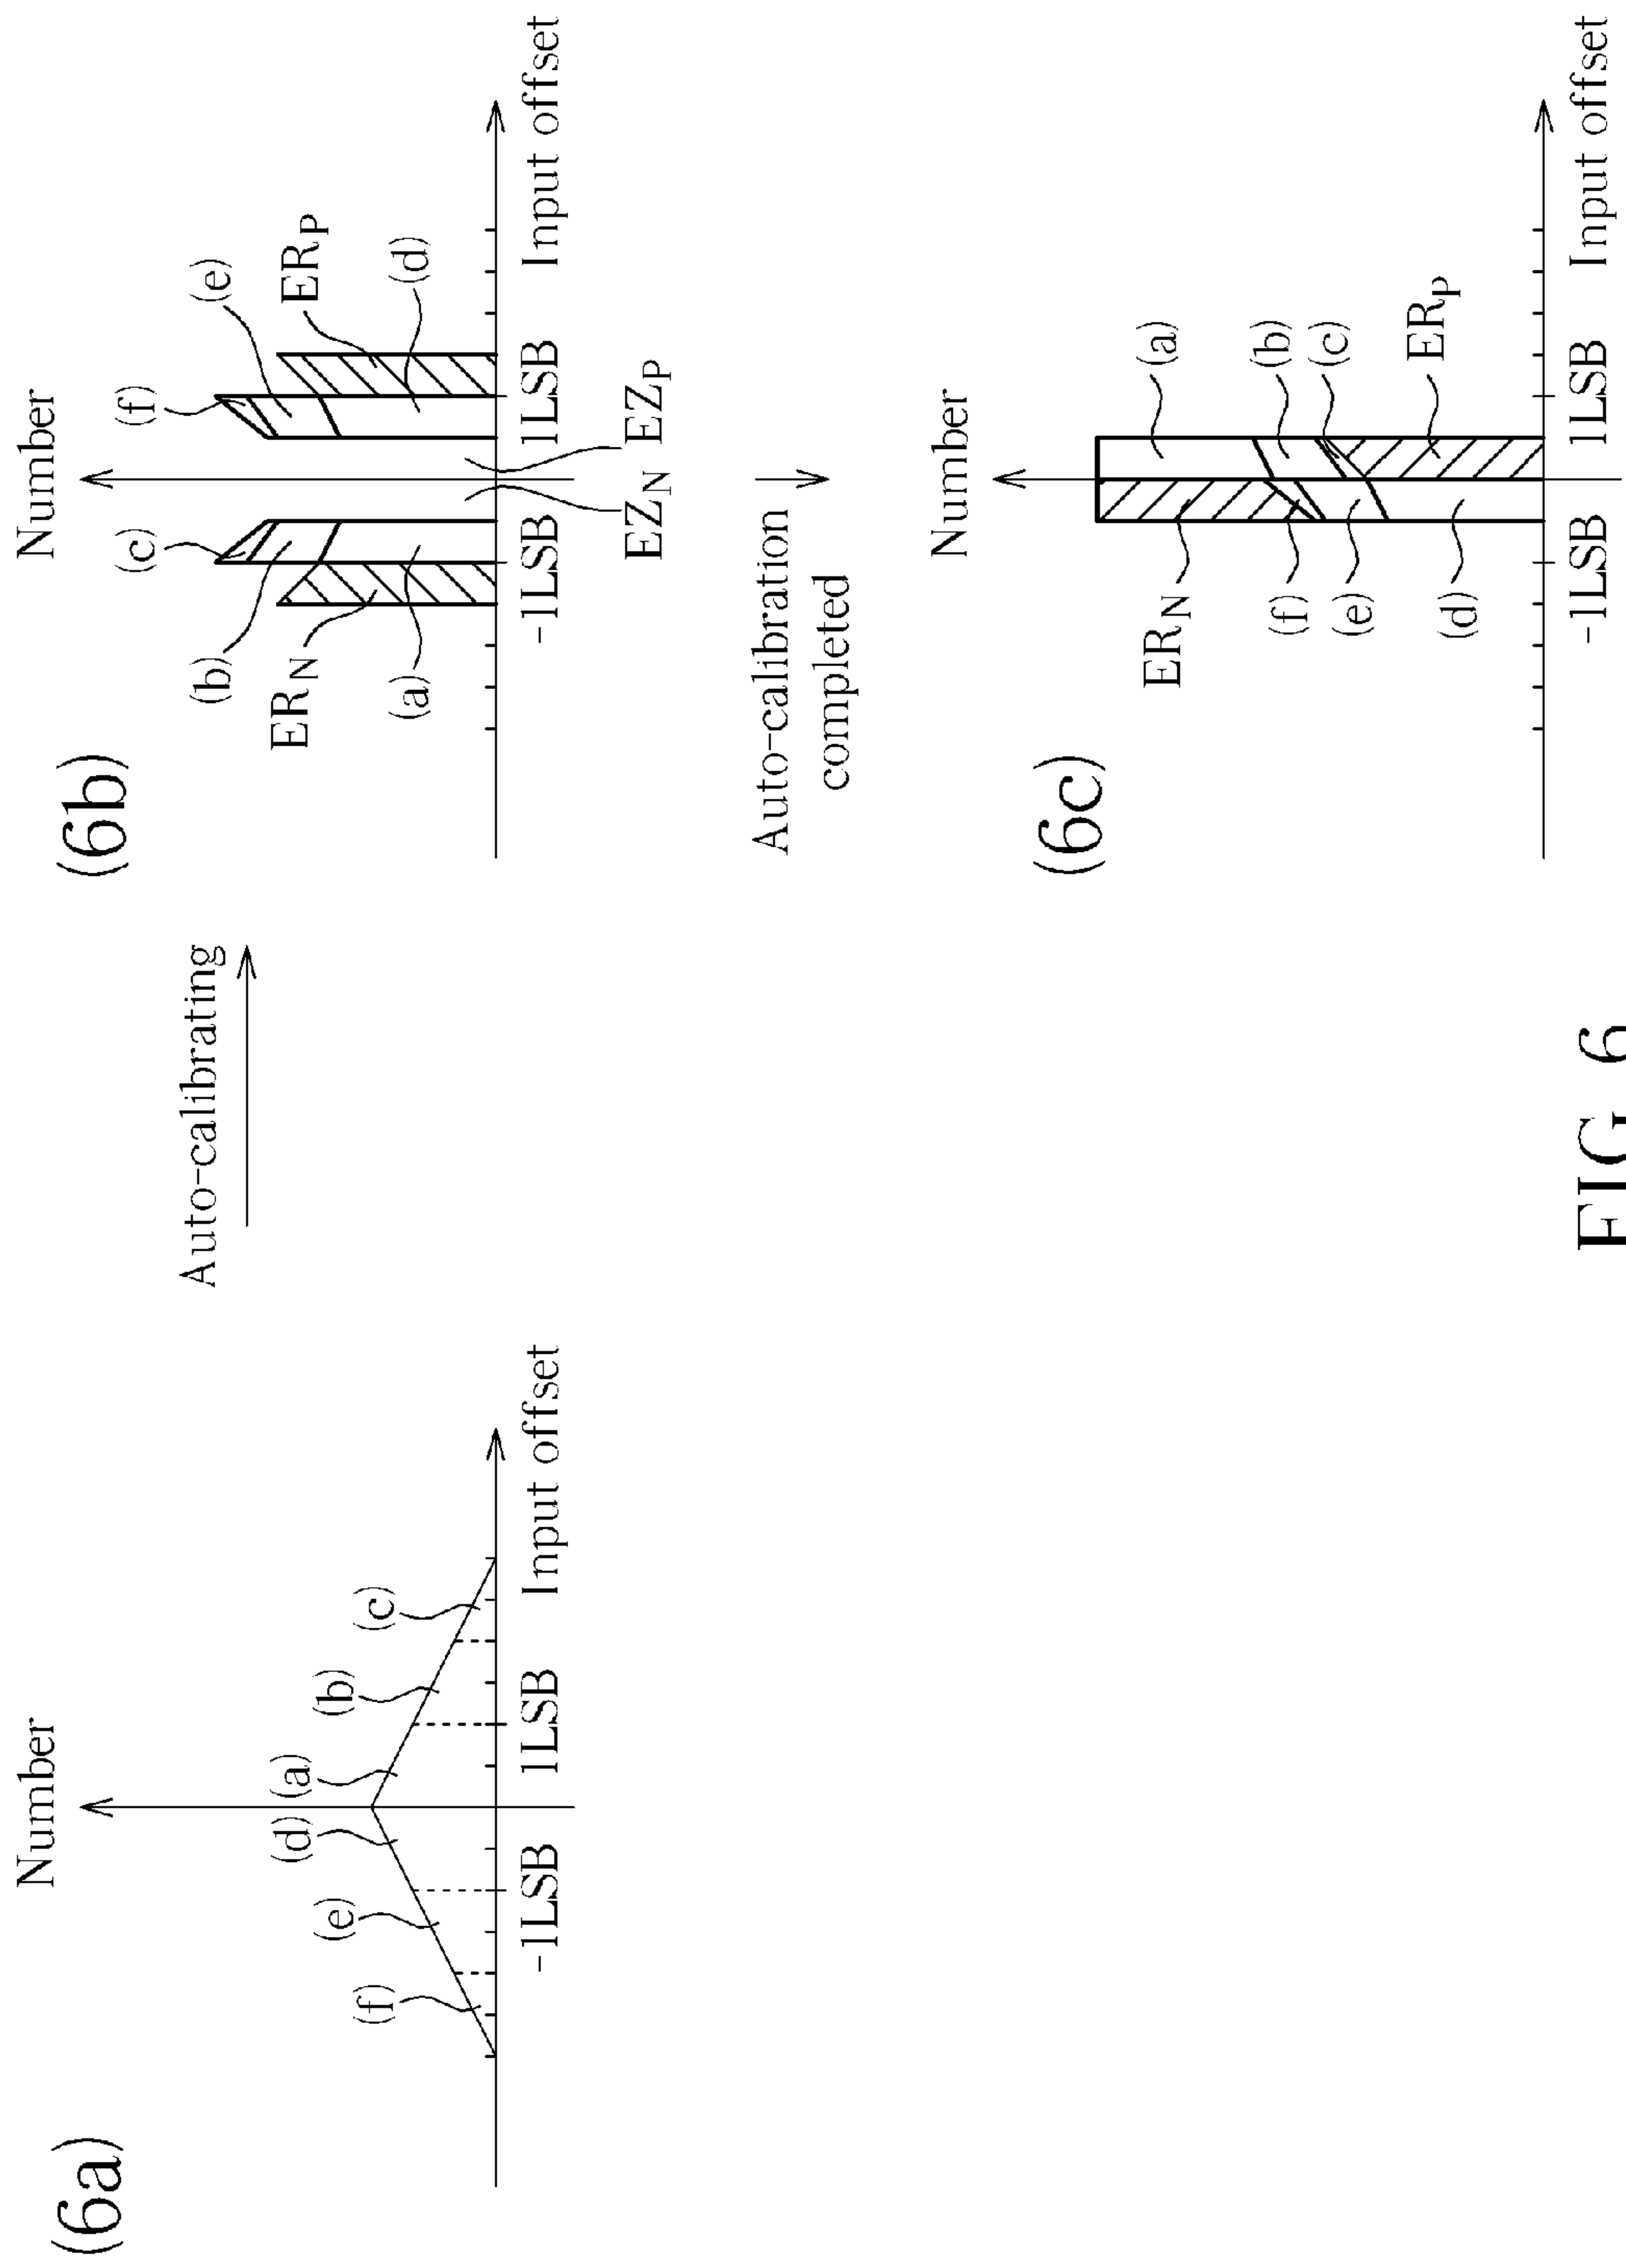 (6a)
Number
(f)
(e)
(d)
(a)
(b)
(c)
-1LSB
1LSB
Input offset
Auto-calibrating
(6b)
Number
(b)
(c)
(f)
(e)
ER_N
ER_P
(a)
(d)
-1LSB
1LSB
Input offset
EZ_N
EZ_P
Auto-calibration
completed
(6c)
Number
ER_N
(a)
(f)
(b)
(e)
(c)
(d)
ER_P
-1LSB
1LSB
Input offset
FIG. 6